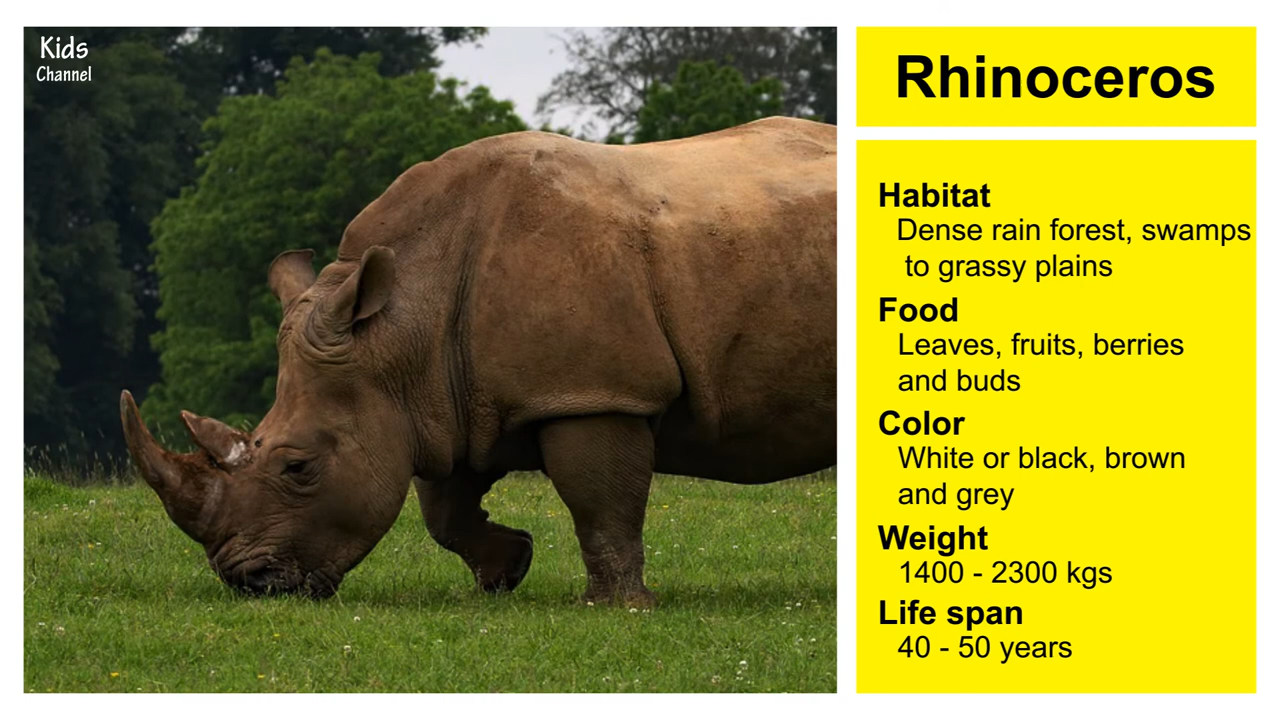 Kids
Channel
Rhinoceros
Habitat
Dense rain forest, swamps
to grassy plains
Food
Leaves, fruits, berries
and buds
Color
White or black, brown
and grey
Weight
1400 - 2300 kgs
Life span
40 - 50 years